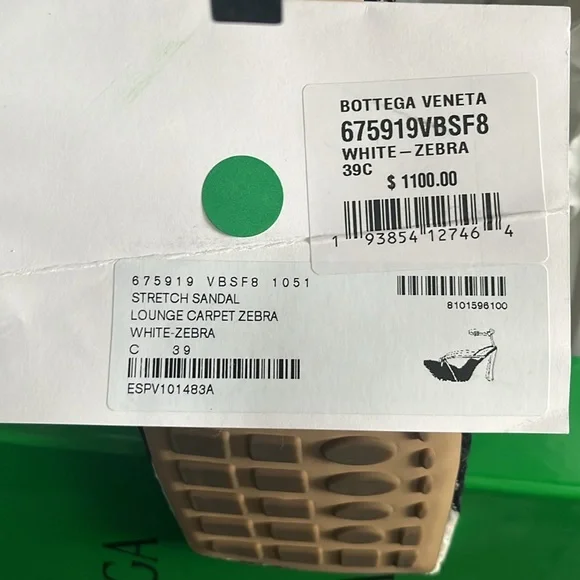 BOTTEGA VENETA
675919VBSF8
WHITE-ZEBRA
39C
$ 1100.00
1 93854 12746 4
675919 VBSF8 1051
STRETCH SANDAL
LOUNGE CARPET ZEBRA
WHITE-ZEBRA
C 39
ESPV101483A
8101596100